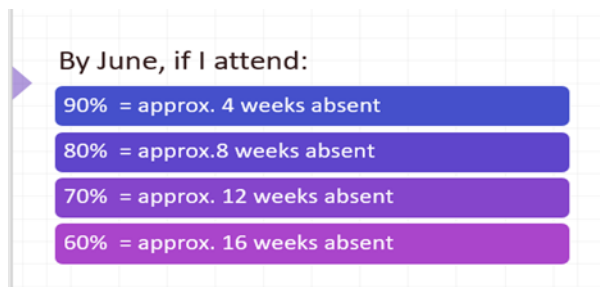 By June, if I attend:
90% = approx. 4 weeks absent
80% = approx.8 weeks absent
70% = approx. 12 weeks absent
60% = approx. 16 weeks absent